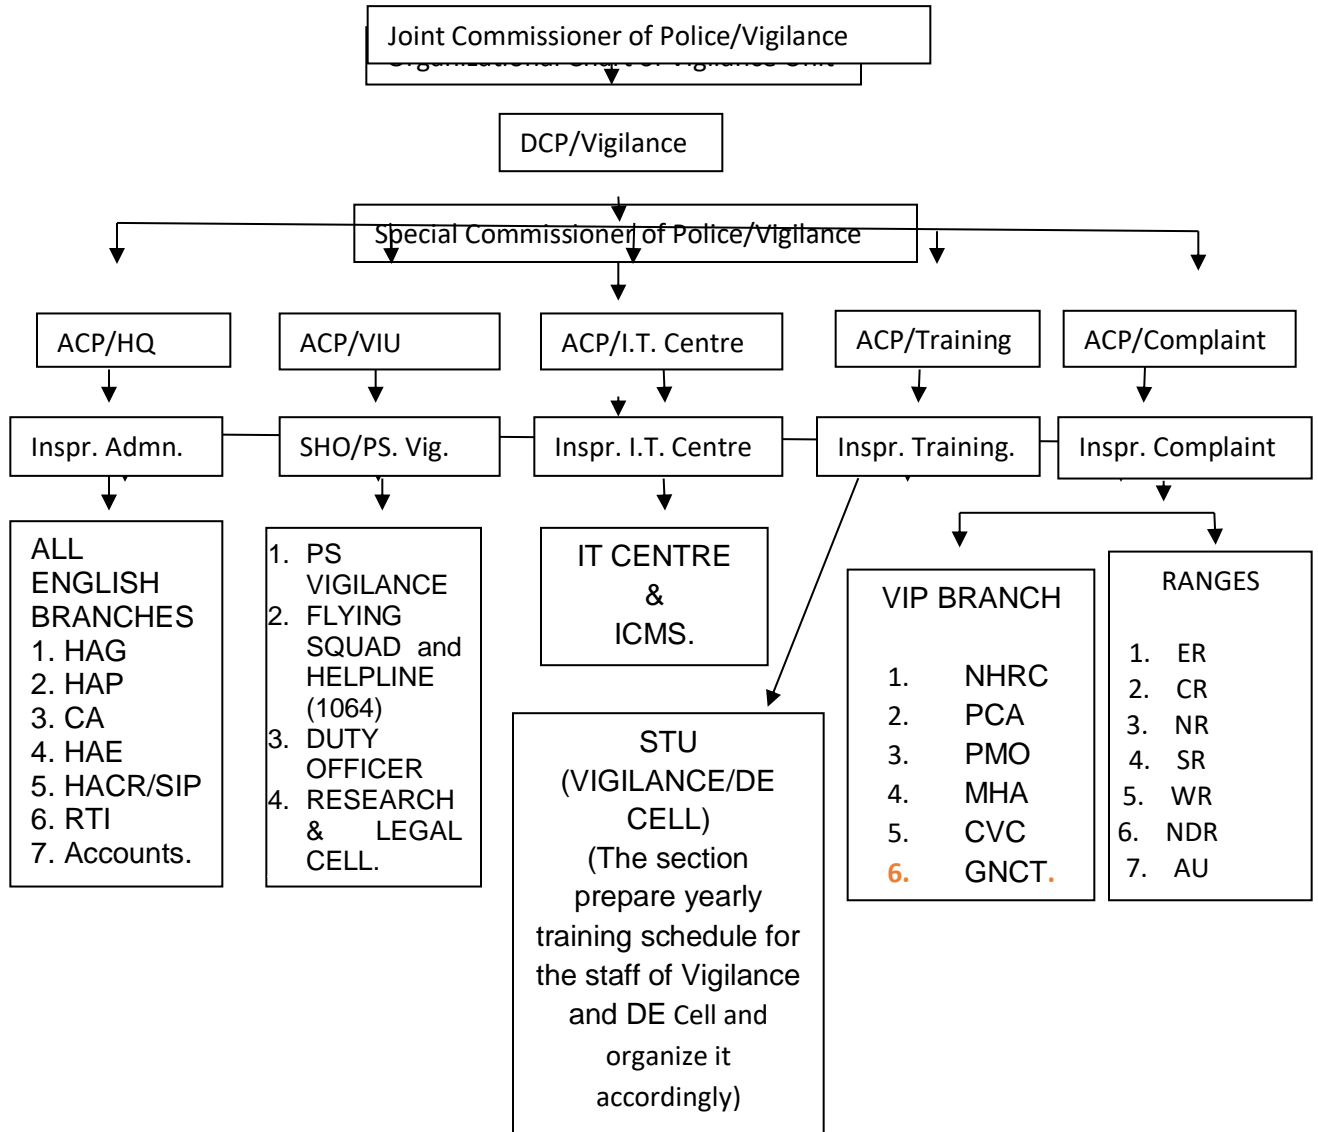 Joint Commissioner of Police/Vigilance
Organizational Chart of Vigilance Unit
DCP/Vigilance
Special Commissioner of Police/Vigilance
ACP/HQ
ACP/VIU
ACP/I.T. Centre
ACP/Training
ACP/Complaint
Inspr. Admn.
SHO/PS. Vig.
Inspr. I.T. Centre
Inspr. Training.
Inspr. Complaint
ALL
ENGLISH
BRANCHES
1. HAG
2. HAP
3. CA
4. HAE
5. HACR/SIP
6. RTI
7. Accounts.
1. PS
VIGILANCE
2. FLYING
SQUAD and
HELPLINE
(1064)
3. DUTY
OFFICER
4. RESEARCH
& LEGAL
CELL.
IT CENTRE
&
ICMS.
STU
(VIGILANCE/DE
CELL)
(The section
prepare yearly
training schedule for
the staff of Vigilance
and DE Cell and
organize it
accordingly)
VIP BRANCH
1. NHRC
2. PCA
3. PMO
4. MHA
5. CVC
6. GNCT.
RANGES
1. ER
2. CR
3. NR
4. SR
5. WR
6. NDR
7. AU